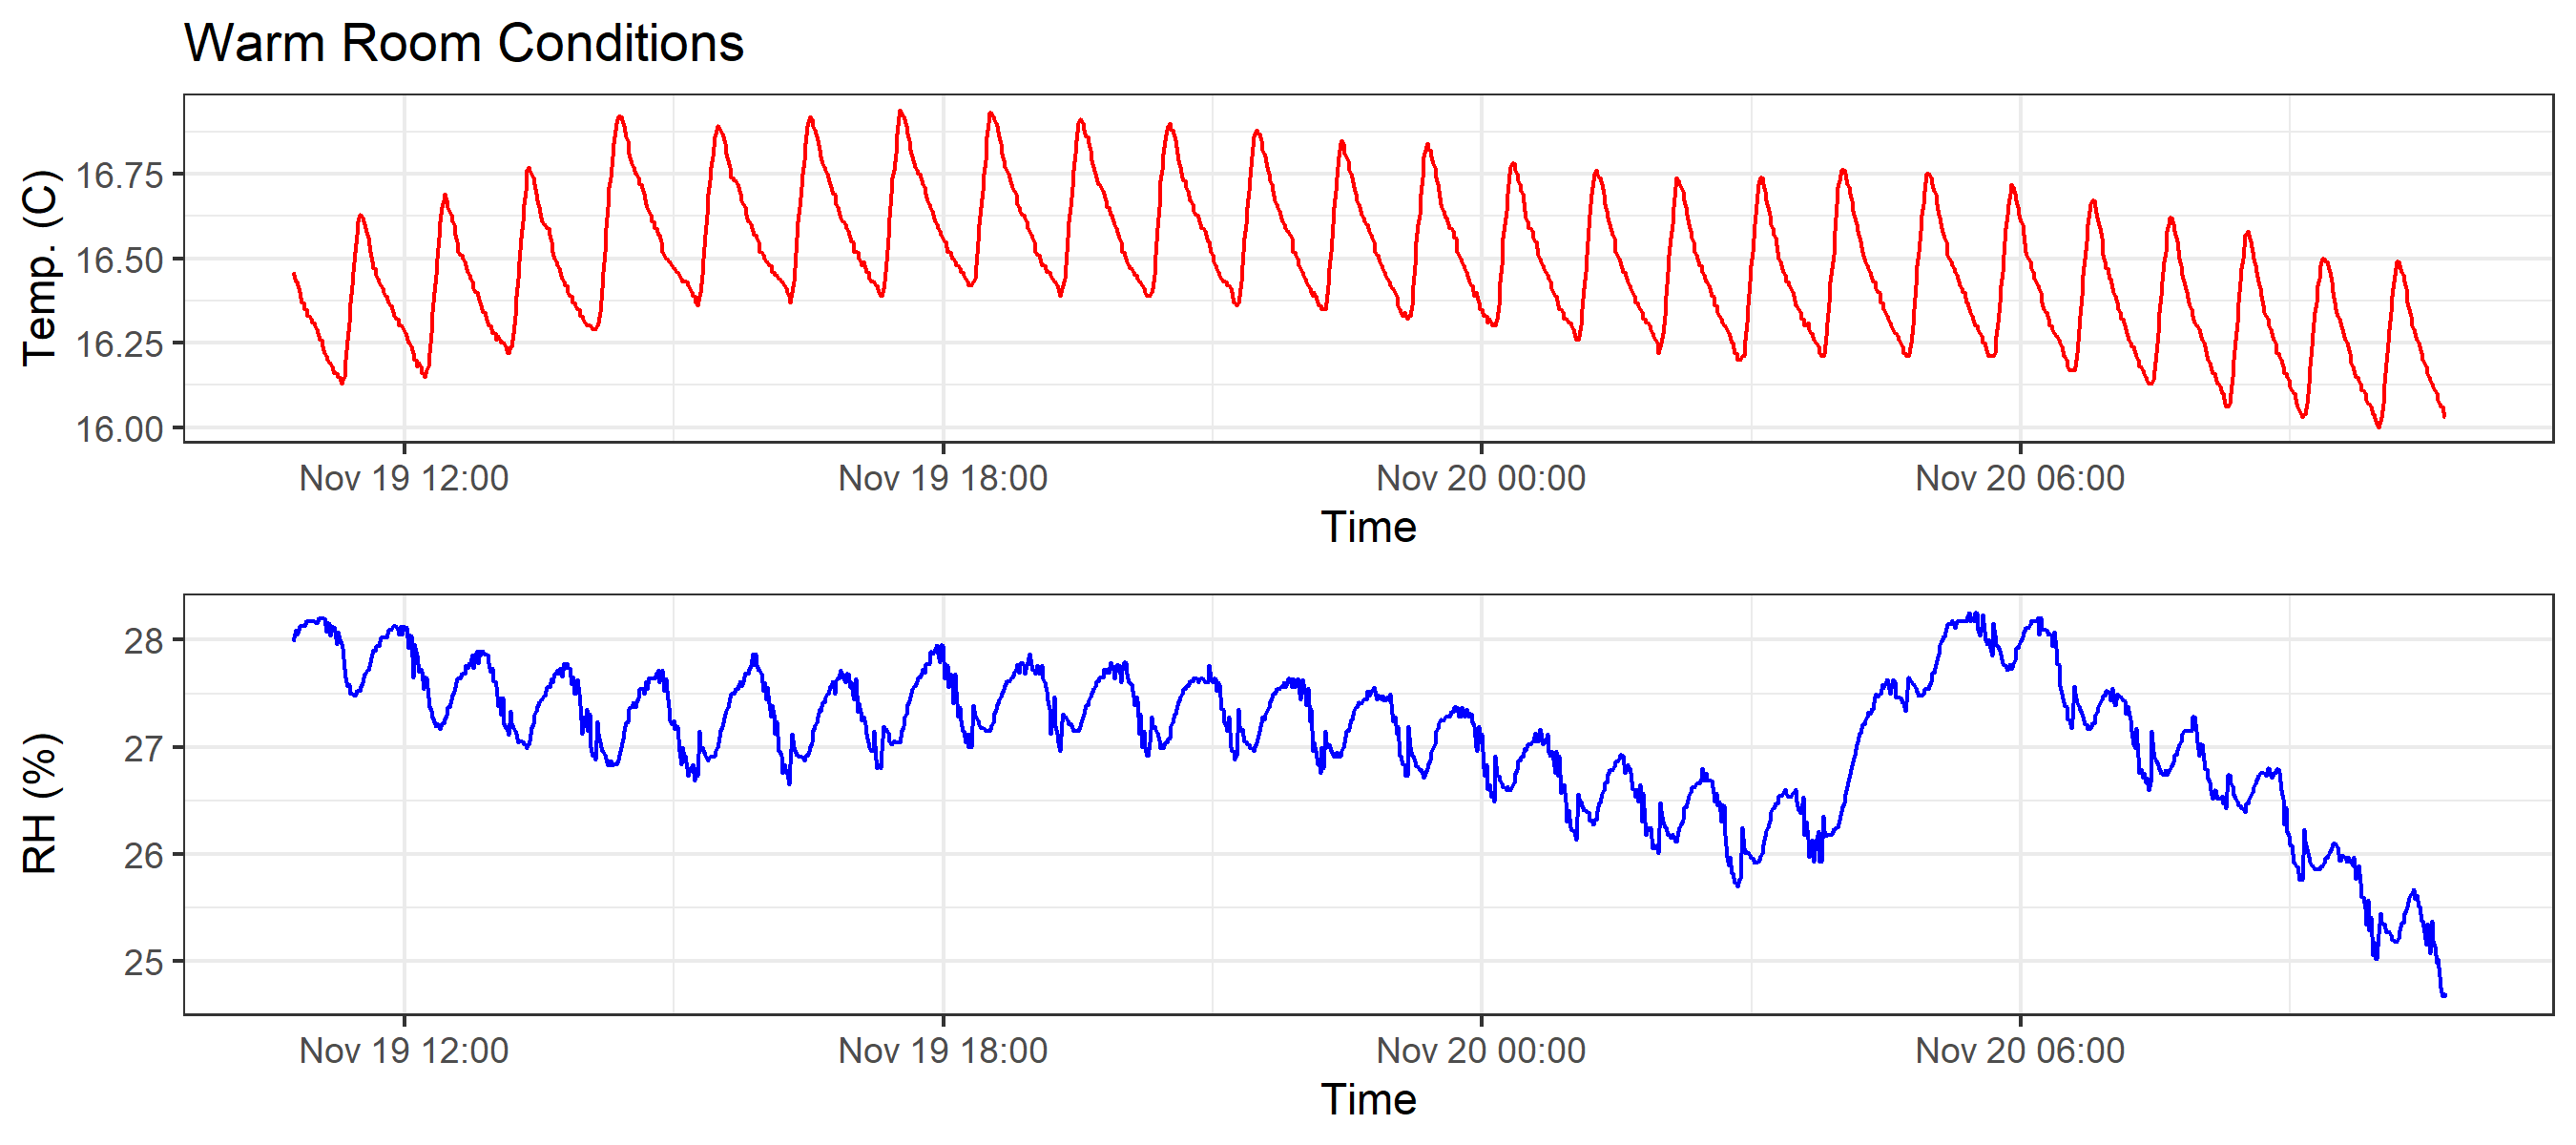 Warm Room Conditions
Temp. (C)
16.75
16.50
16.25
16.00
Nov 19 12:00 Nov 19 18:00 Nov 20 00:00 Nov 20 06:00
Time
RH (%)
28
27
26
25
Nov 19 12:00 Nov 19 18:00 Nov 20 00:00 Nov 20 06:00
Time